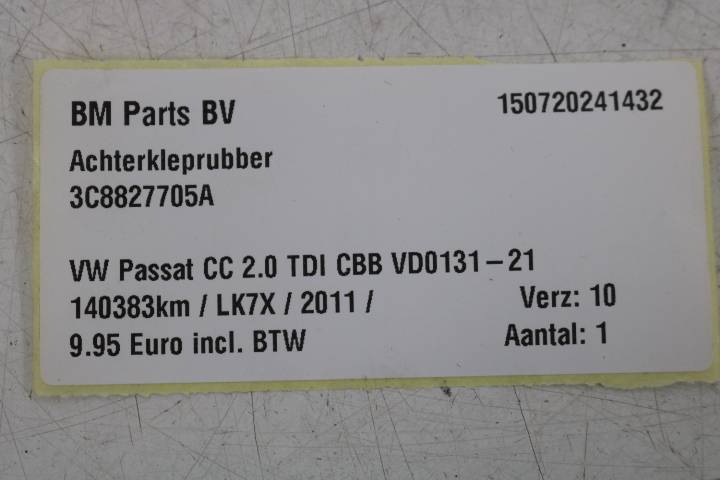 BM Parts BV 150720241432
Achterkleprubber
3C8827705A
VW Passat CC 2.0 TDI CBB VD0131-21
140383km / LK7X / 2011 / Verz: 10
9.95 Euro incl. BTW Aantal: 1